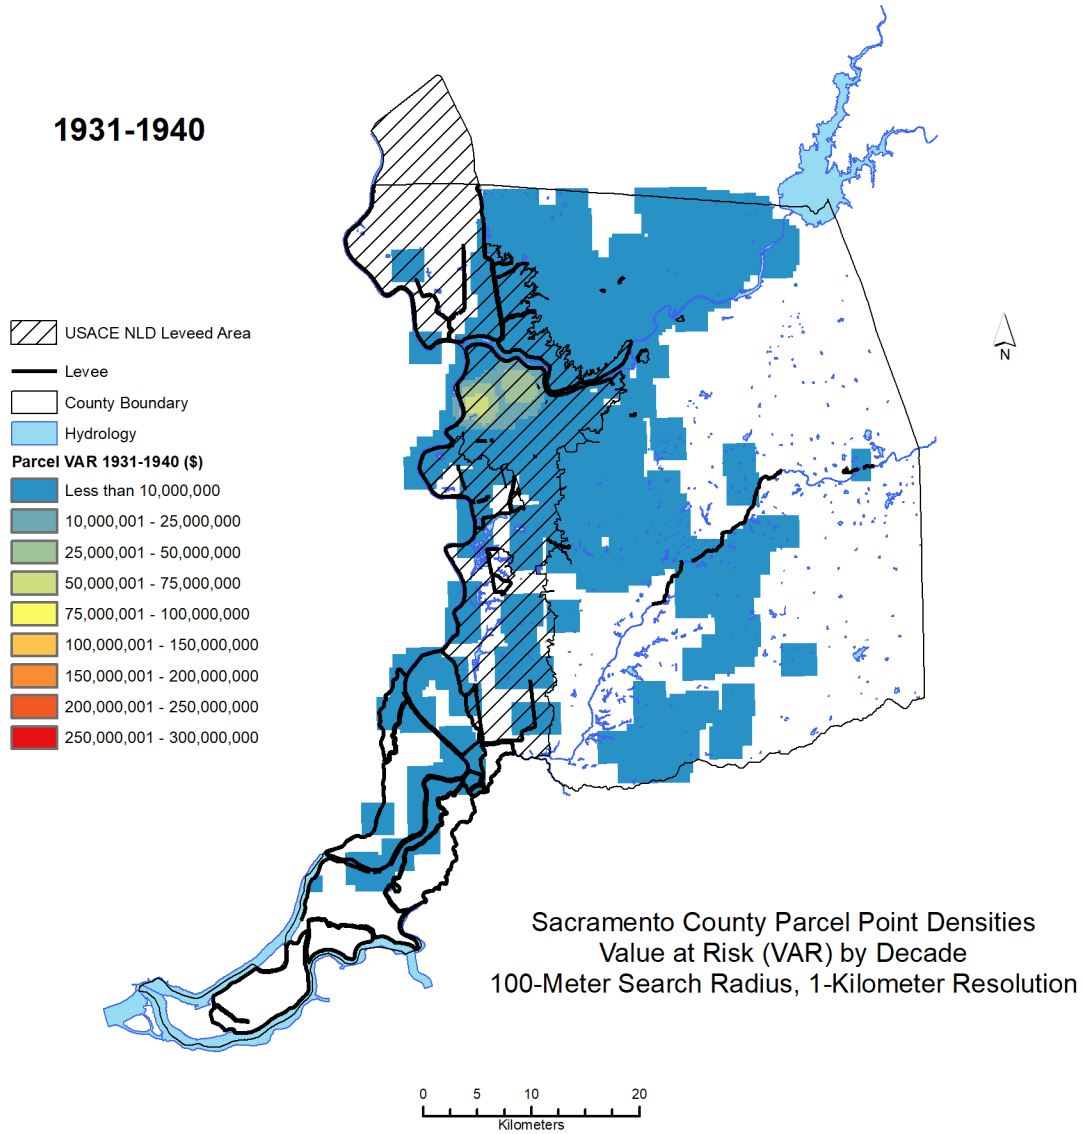 1931-1940
USACE NLD Leveed Area
Levee
County Boundary
Hydrology
Parcel VAR 1931-1940 ($)
Less than 10,000,000
10,000,001 - 25,000,000
25,000,001 - 50,000,000
50,000,001 - 75,000,000
75,000,001 - 100,000,000
100,000,001 - 150,000,000
150,000,001 - 200,000,000
200,000,001 - 250,000,000
250,000,001 - 300,000,000
N
Sacramento County Parcel Point Densities
Value at Risk (VAR) by Decade
100-Meter Search Radius, 1-Kilometer Resolution
0 5 10 20
Kilometers